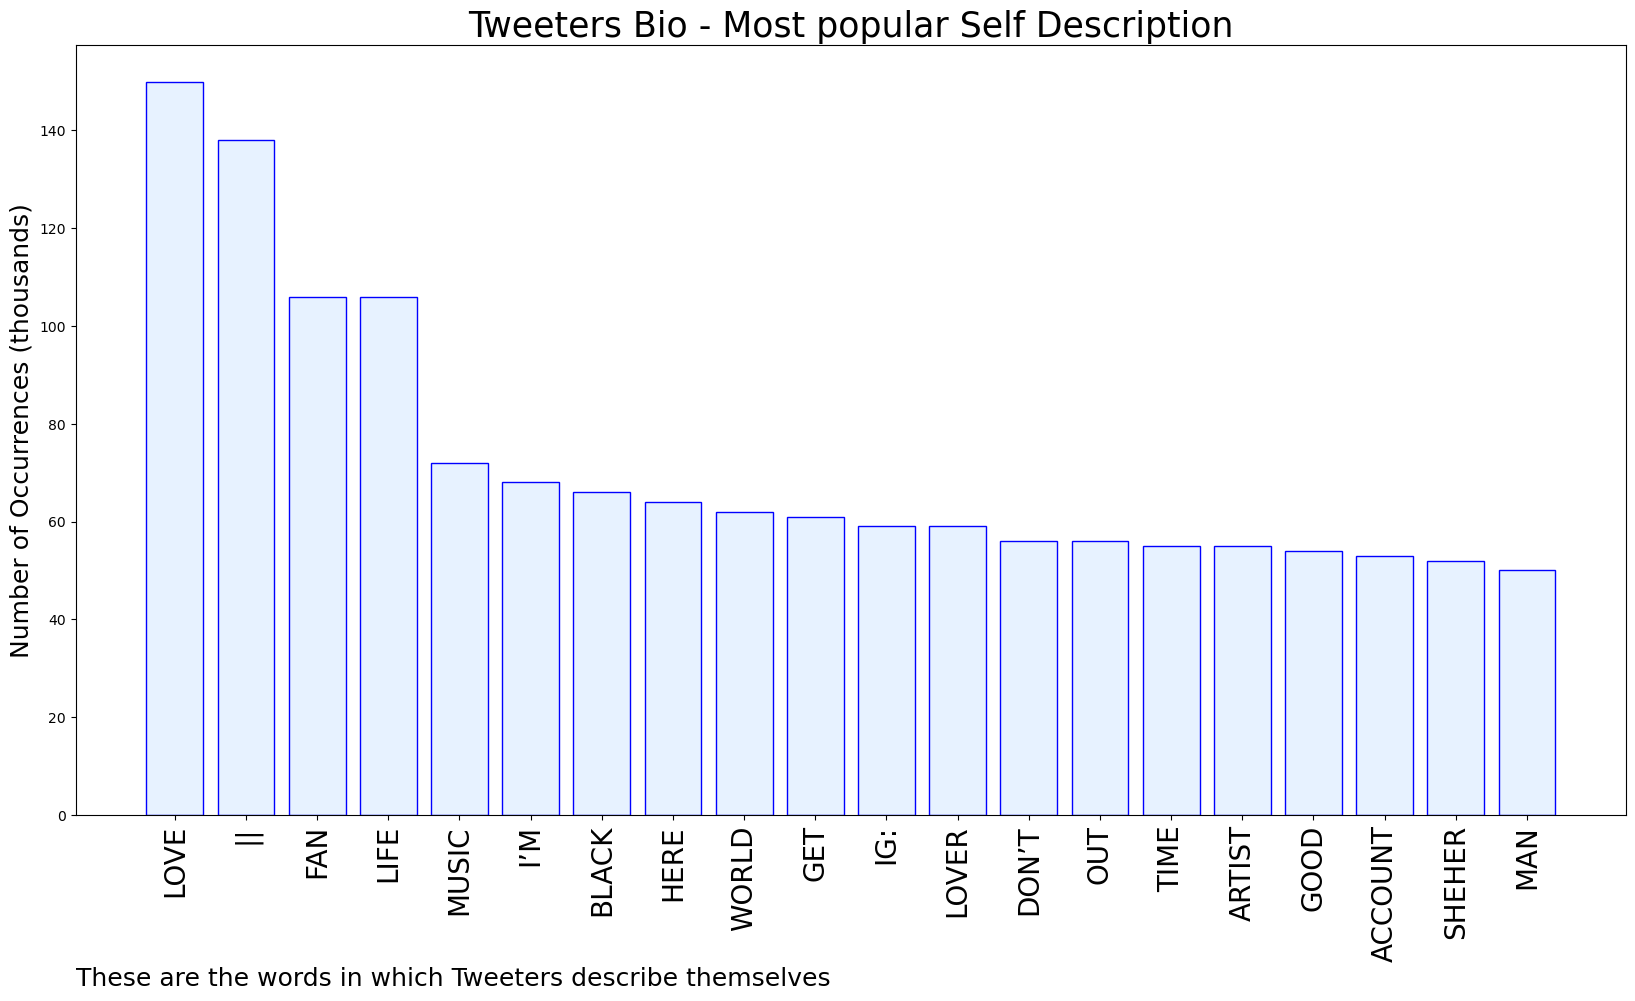 Tweeters Bio - Most popular Self Description
Number of Occurrences (thousands)
140
120
100
80
60
40
20
0
LOVE
||
FAN
LIFE
MUSIC
I’M
BLACK
HERE
WORLD
GET
IG:
LOVER
DON’T
OUT
TIME
ARTIST
GOOD
ACCOUNT
SHEHER
MAN
These are the words in which Tweeters describe themselves